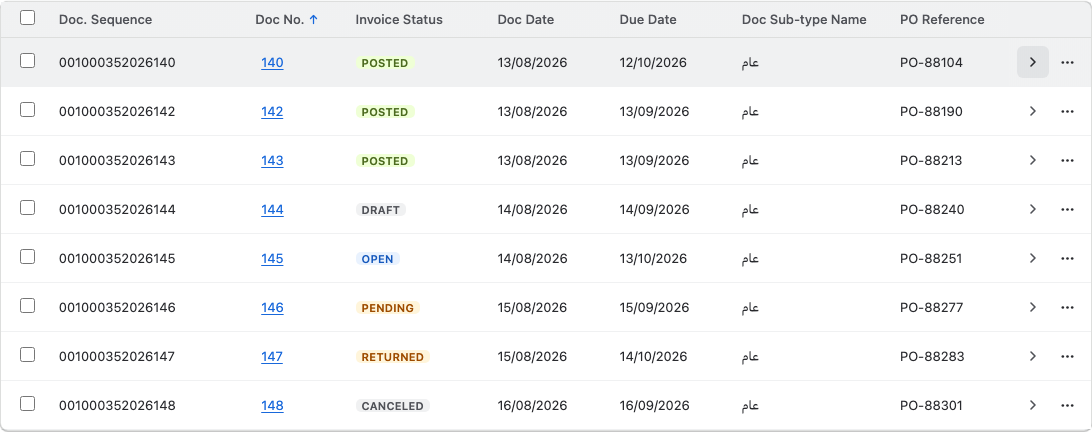 Doc. Sequence Doc No. ↑ Invoice Status Doc Date Due Date Doc Sub-type Name PO Reference
001000352026140 140 POSTED 13/08/2026 12/10/2026 عام PO-88104
001000352026142 142 POSTED 13/08/2026 13/09/2026 عام PO-88190
001000352026143 143 POSTED 13/08/2026 13/09/2026 عام PO-88213
001000352026144 144 DRAFT 14/08/2026 14/09/2026 عام PO-88240
001000352026145 145 OPEN 14/08/2026 13/10/2026 عام PO-88251
001000352026146 146 PENDING 15/08/2026 15/09/2026 عام PO-88277
001000352026147 147 RETURNED 15/08/2026 14/10/2026 عام PO-88283
001000352026148 148 CANCELED 16/08/2026 16/09/2026 عام PO-88301